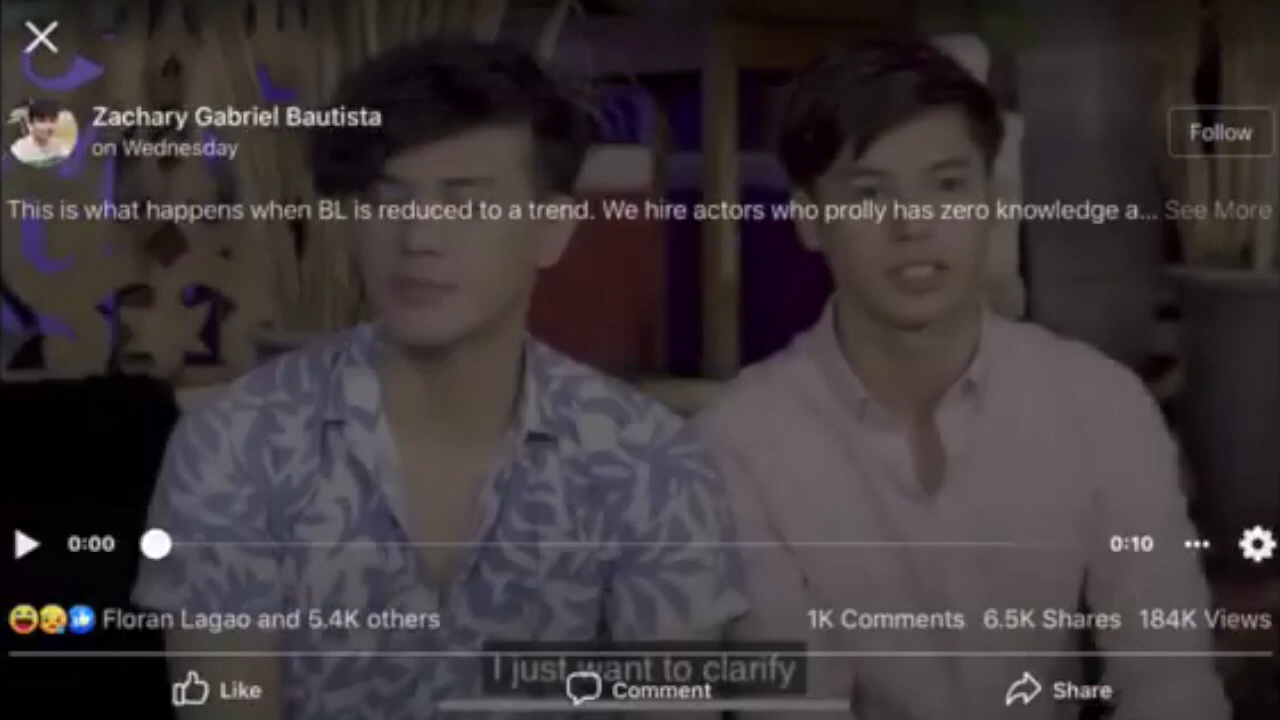 Zachary Gabriel Bautista
on Wednesday
Follow
This is what happens when BL is reduced to a trend. We hire actors who prolly has zero knowledge a... See More
0:00
0:10
Floran Lagao and 5.4K others
1K Comments 6.5K Shares 184K Views
I just want to clarify
Like
Comment
Share